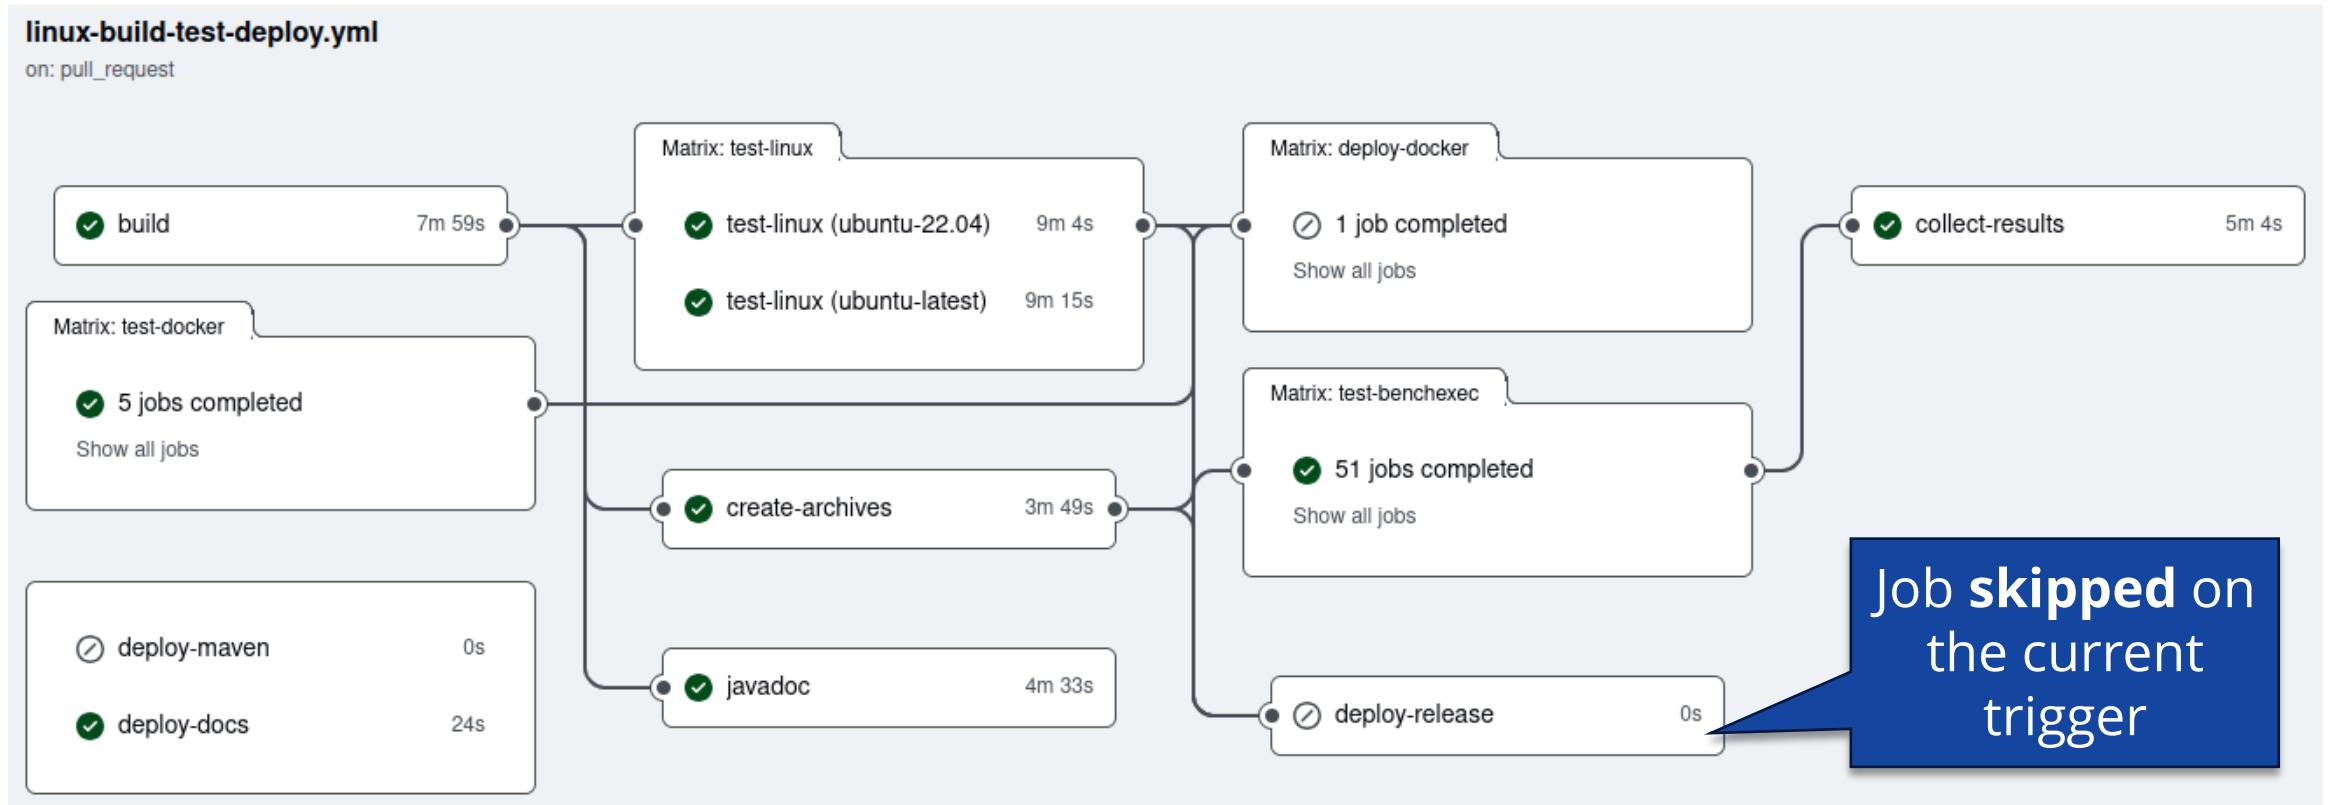 linux-build-test-deploy.yml
on: pull_request
build 7m 59s
Matrix: test-docker
5 jobs completed
Show all jobs
deploy-maven 0s
deploy-docs 24s
Matrix: test-linux
test-linux (ubuntu-22.04) 9m 4s
test-linux (ubuntu-latest) 9m 15s
create-archives 3m 49s
javadoc 4m 33s
Matrix: deploy-docker
1 job completed
Show all jobs
Matrix: test-benchexec
51 jobs completed
Show all jobs
deploy-release 0s
collect-results 5m 4s
Job skipped on
the current
trigger